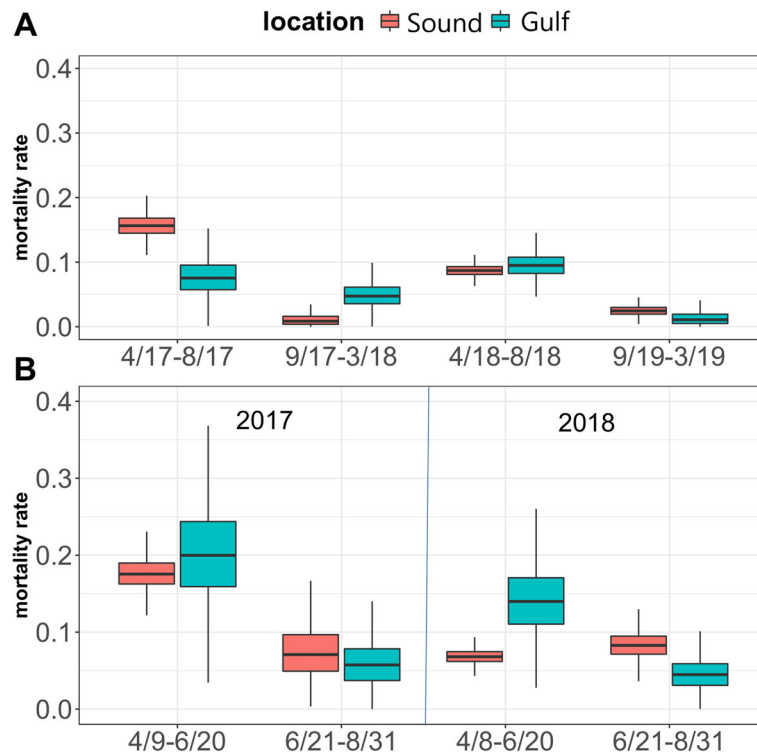 A location Sound Gulf
mortality rate
0.4
0.3
0.2
0.1
0.0
4/17-8/17 9/17-3/18 4/18-8/18 9/19-3/19
B
mortality rate
2017 2018
0.4
0.3
0.2
0.1
0.0
4/9-6/20 6/21-8/31 4/8-6/20 6/21-8/31